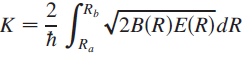 K = \frac{2}{\hbar} \int_{R_a}^{R_b} \sqrt{2B(R)E(R)}dR